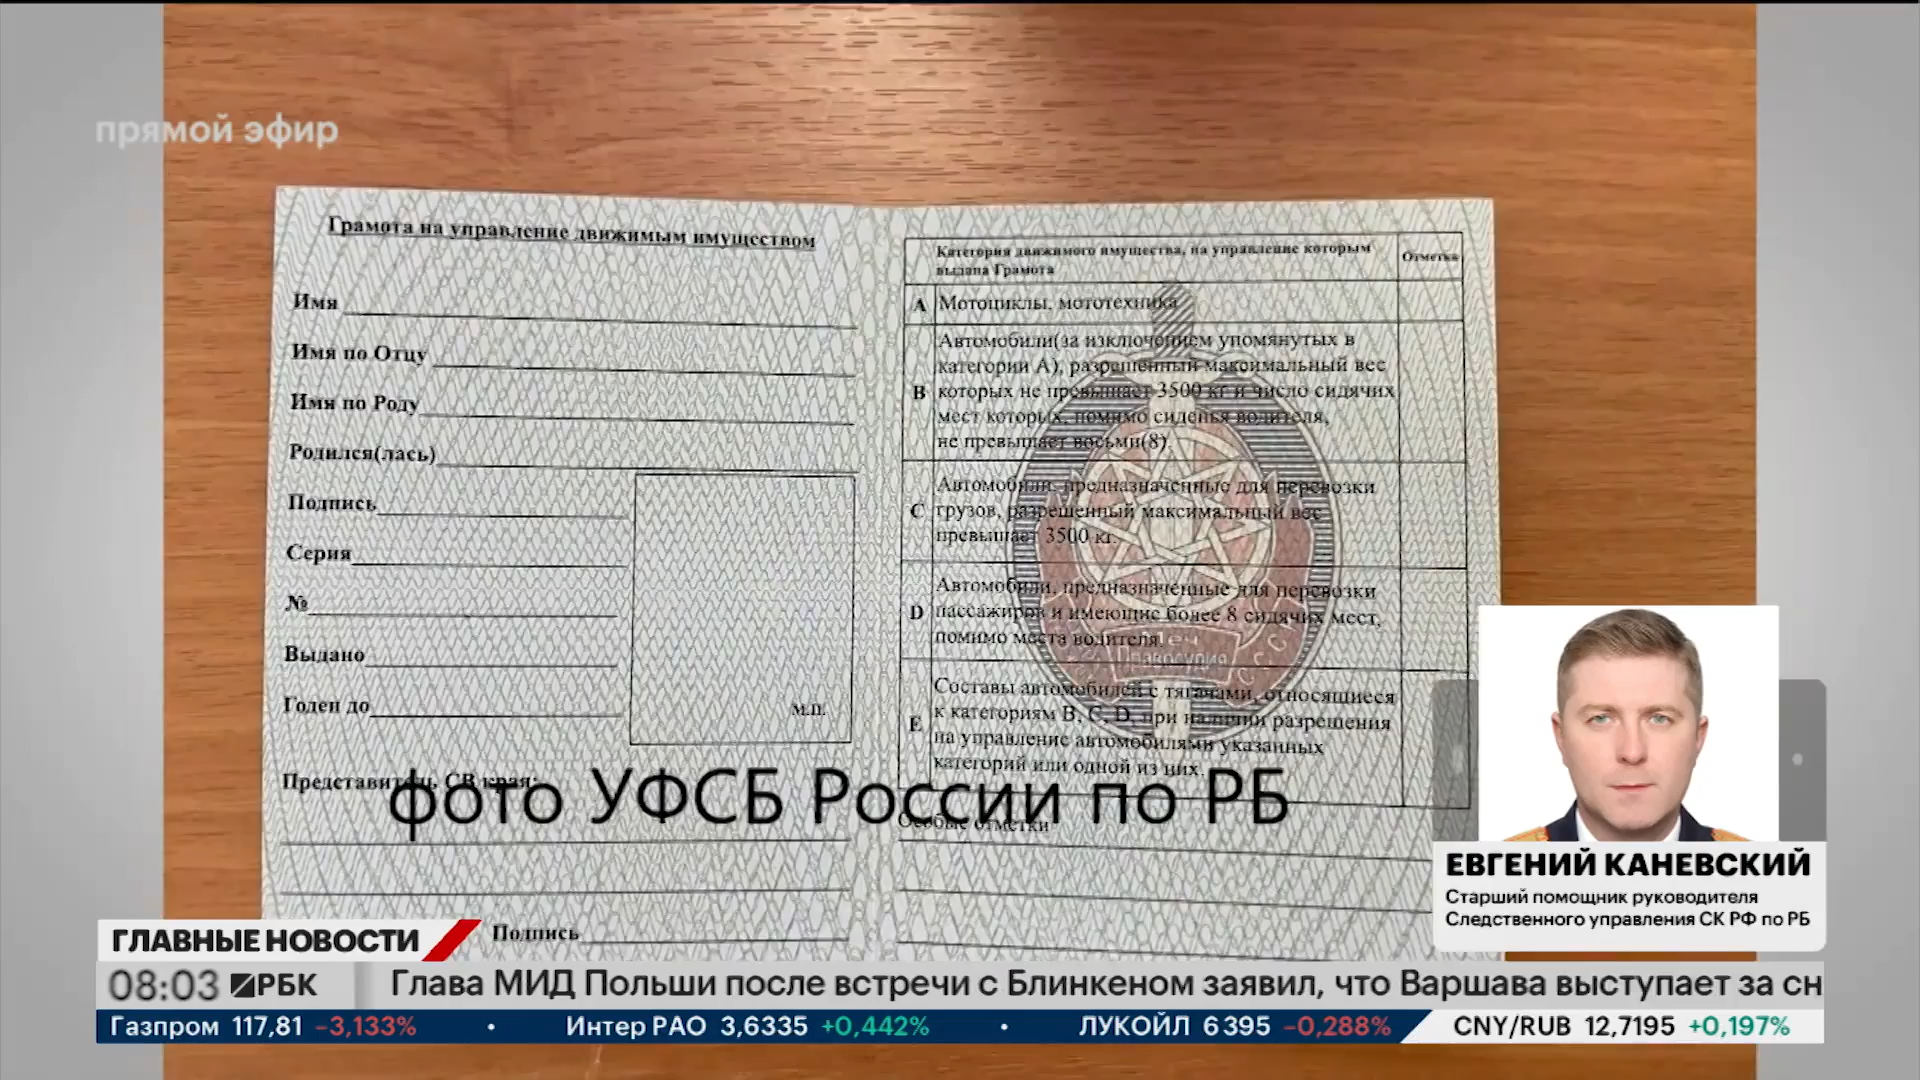 прямой эфир
Грамота на управление движимым имуществом
Имя
Имя по Отцу
Имя по Роду
Родился(лась)
Подпись
Серия
№
Выдано
Годен до
М.П.
Представитель СВ края:
Подпись
Категория движимого имущества, на управление которым
выдана Грамота
Отметка
A Мотоциклы, мототехника
Автомобили(за изключением упомянутых в
категории А), разрешенный максимальный вес
B которых не превышает 3500 кг и число сидячих
мест которых, помимо сиденья водителя,
не превышает восьми(8).
Автомобили, предназначенные для перевозки
C грузов, разрешенный максимальный вес
превышает 3500 кг.
Автомобили, предназначенные для перевозки
D пассажиров и имеющие более 8 сидячих мест,
помимо места водителя.
Составы автомобилей с тягачами, относящиеся
E к категориям B, C, D, при наличии разрешения
на управление автомобилями указанных
категорий или одной из них.
Особые отметки
Правосудия
фото УФСБ России по РБ
ЕВГЕНИЙ КАНЕВСКИЙ
Старший помощник руководителя
Следственного управления СК РФ по РБ
ГЛАВНЫЕ НОВОСТИ
08:03 РБК Глава МИД Польши после встречи с Блинкеном заявил, что Варшава выступает за сн
Газпром 117,81 -3,133% • Интер РАО 3,6335 +0,442% • ЛУКОЙЛ 6 395 -0,288% CNY/RUB 12,7195 +0,197%